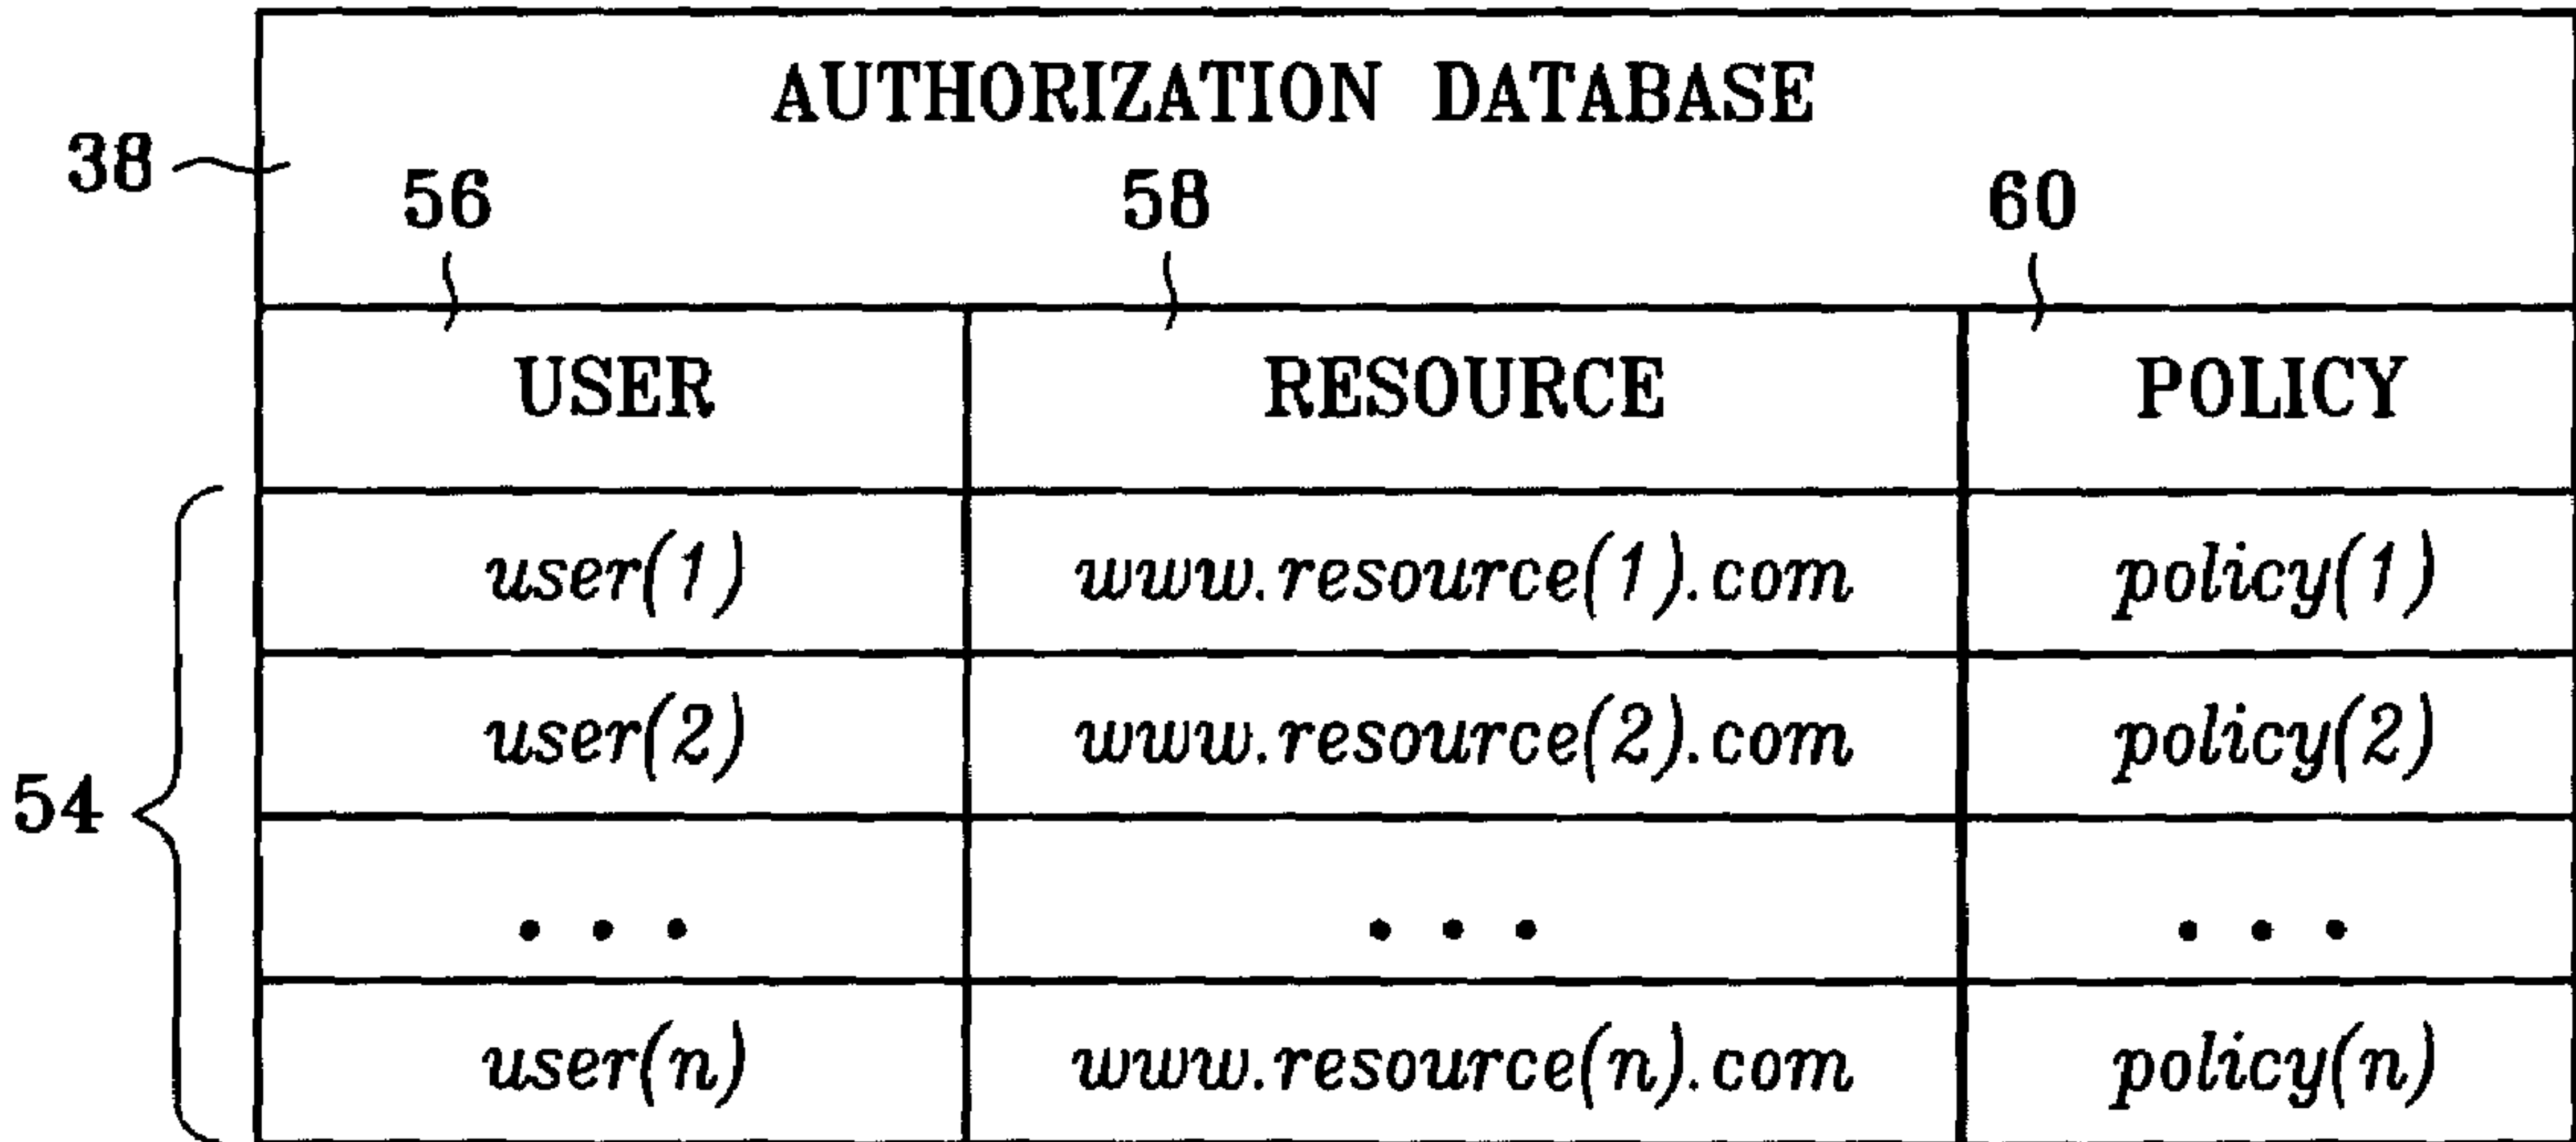 AUTHORIZATION DATABASE
38
56 58 60
USER RESOURCE POLICY
user(1) www.resource(1).com policy(1)
user(2) www.resource(2).com policy(2)
54
... ... ...
user(n) www.resource(n).com policy(n)